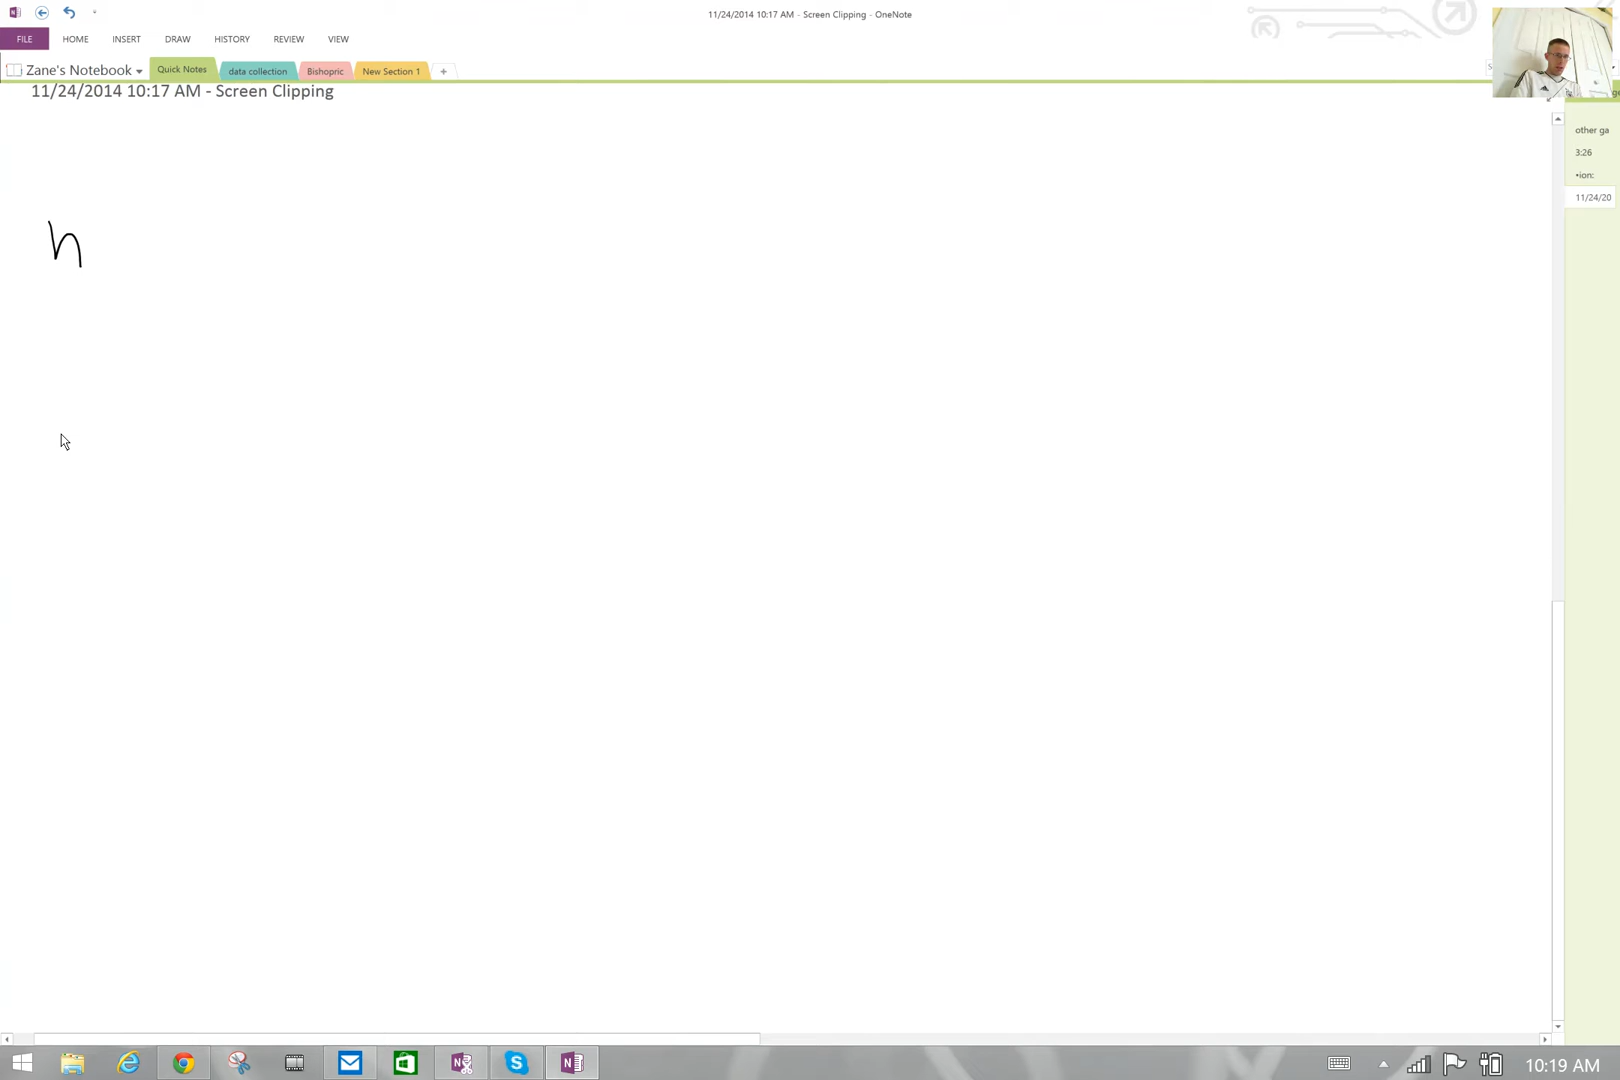 11/24/2014 10:17 AM - Screen Clipping - OneNote
FILE HOME INSERT DRAW HISTORY REVIEW VIEW
Zane's Notebook Quick Notes data collection Bishopric New Section 1 +
11/24/2014 10:17 AM - Screen Clipping
other ga
3:26
•ion:
11/24/20
n
10:19 AM